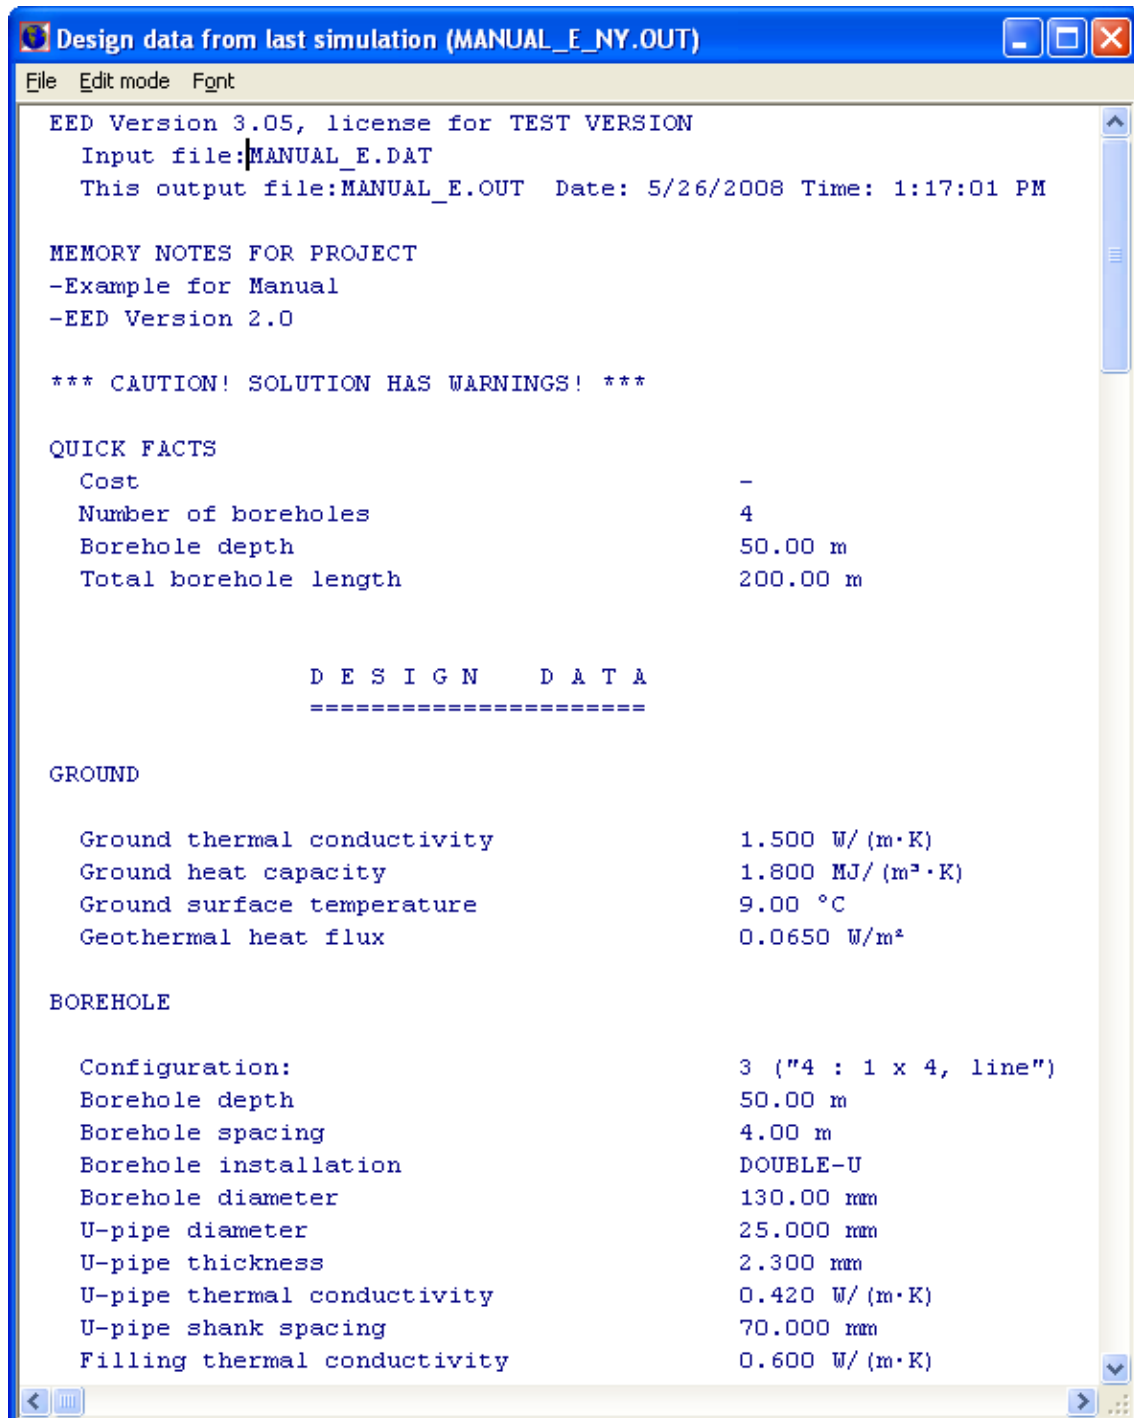 Design data from last simulation (MANUAL_E_NY.OUT)
File Edit mode Font
EED Version 3.05, license for TEST VERSION
Input file:MANUAL_E.DAT
This output file:MANUAL_E.OUT Date: 5/26/2008 Time: 1:17:01 PM
MEMORY NOTES FOR PROJECT
-Example for Manual
-EED Version 2.0
*** CAUTION! SOLUTION HAS WARNINGS! ***
QUICK FACTS
Cost -
Number of boreholes 4
Borehole depth 50.00 m
Total borehole length 200.00 m
D E S I G N   D A T A
======================
GROUND
Ground thermal conductivity 1.500 W/(m·K)
Ground heat capacity 1.800 MJ/(m³·K)
Ground surface temperature 9.00 °C
Geothermal heat flux 0.0650 W/m²
BOREHOLE
Configuration: 3 ("4 : 1 x 4, line")
Borehole depth 50.00 m
Borehole spacing 4.00 m
Borehole installation DOUBLE-U
Borehole diameter 130.00 mm
U-pipe diameter 25.000 mm
U-pipe thickness 2.300 mm
U-pipe thermal conductivity 0.420 W/(m·K)
U-pipe shank spacing 70.000 mm
Filling thermal conductivity 0.600 W/(m·K)